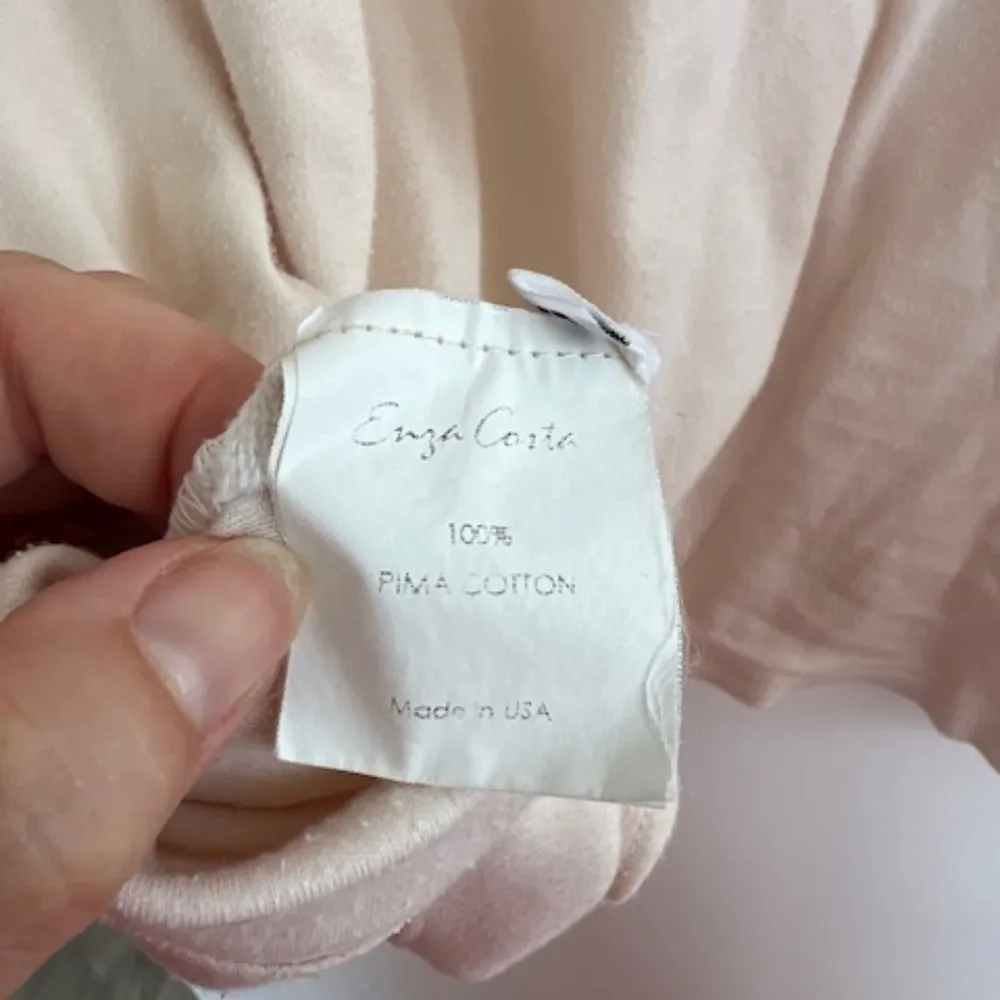 Enza Costa
100%
PIMA COTTON
Made in USA